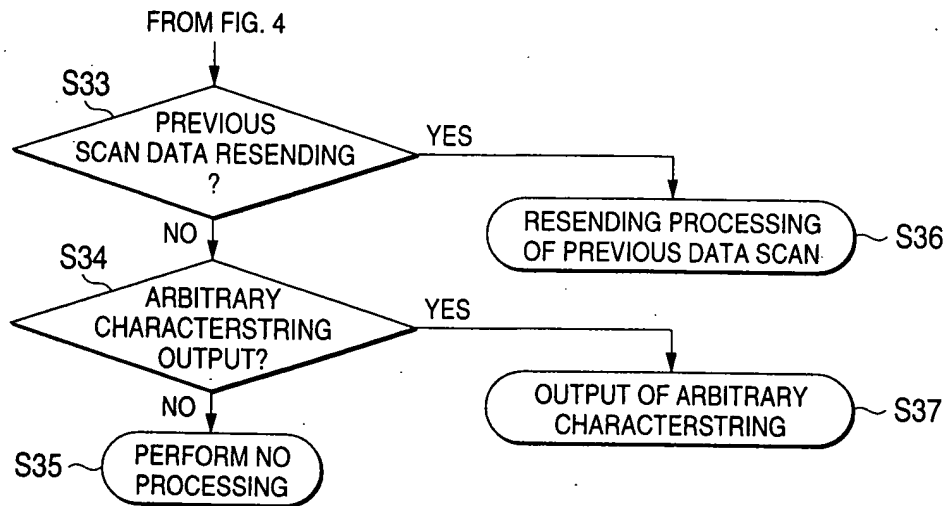 FROM FIG. 4
S33
PREVIOUS
SCAN DATA RESENDING
?
YES
RESENDING PROCESSING
OF PREVIOUS DATA SCAN
S36
NO
S34
ARBITRARY
CHARACTERSTRING
OUTPUT?
YES
OUTPUT OF ARBITRARY
CHARACTERSTRING
S37
NO
S35
PERFORM NO
PROCESSING